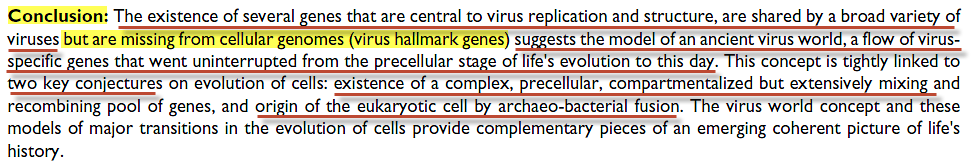 Conclusion: The existence of several genes that are central to virus replication and structure, are shared by a broad variety of
viruses but are missing from cellular genomes (virus hallmark genes) suggests the model of an ancient virus world, a flow of virus-
specific genes that went uninterrupted from the precellular stage of life's evolution to this day. This concept is tightly linked to
two key conjectures on evolution of cells: existence of a complex, precellular, compartmentalized but extensively mixing and
recombining pool of genes, and origin of the eukaryotic cell by archaeo-bacterial fusion. The virus world concept and these
models of major transitions in the evolution of cells provide complementary pieces of an emerging coherent picture of life's
history.